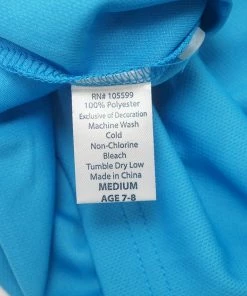 RN# 105599
100% Polyester
Exclusive of Decoration
Machine Wash
Cold
Non-Chlorine
Bleach
Tumble Dry Low
Made in China
MEDIUM
AGE 7-8